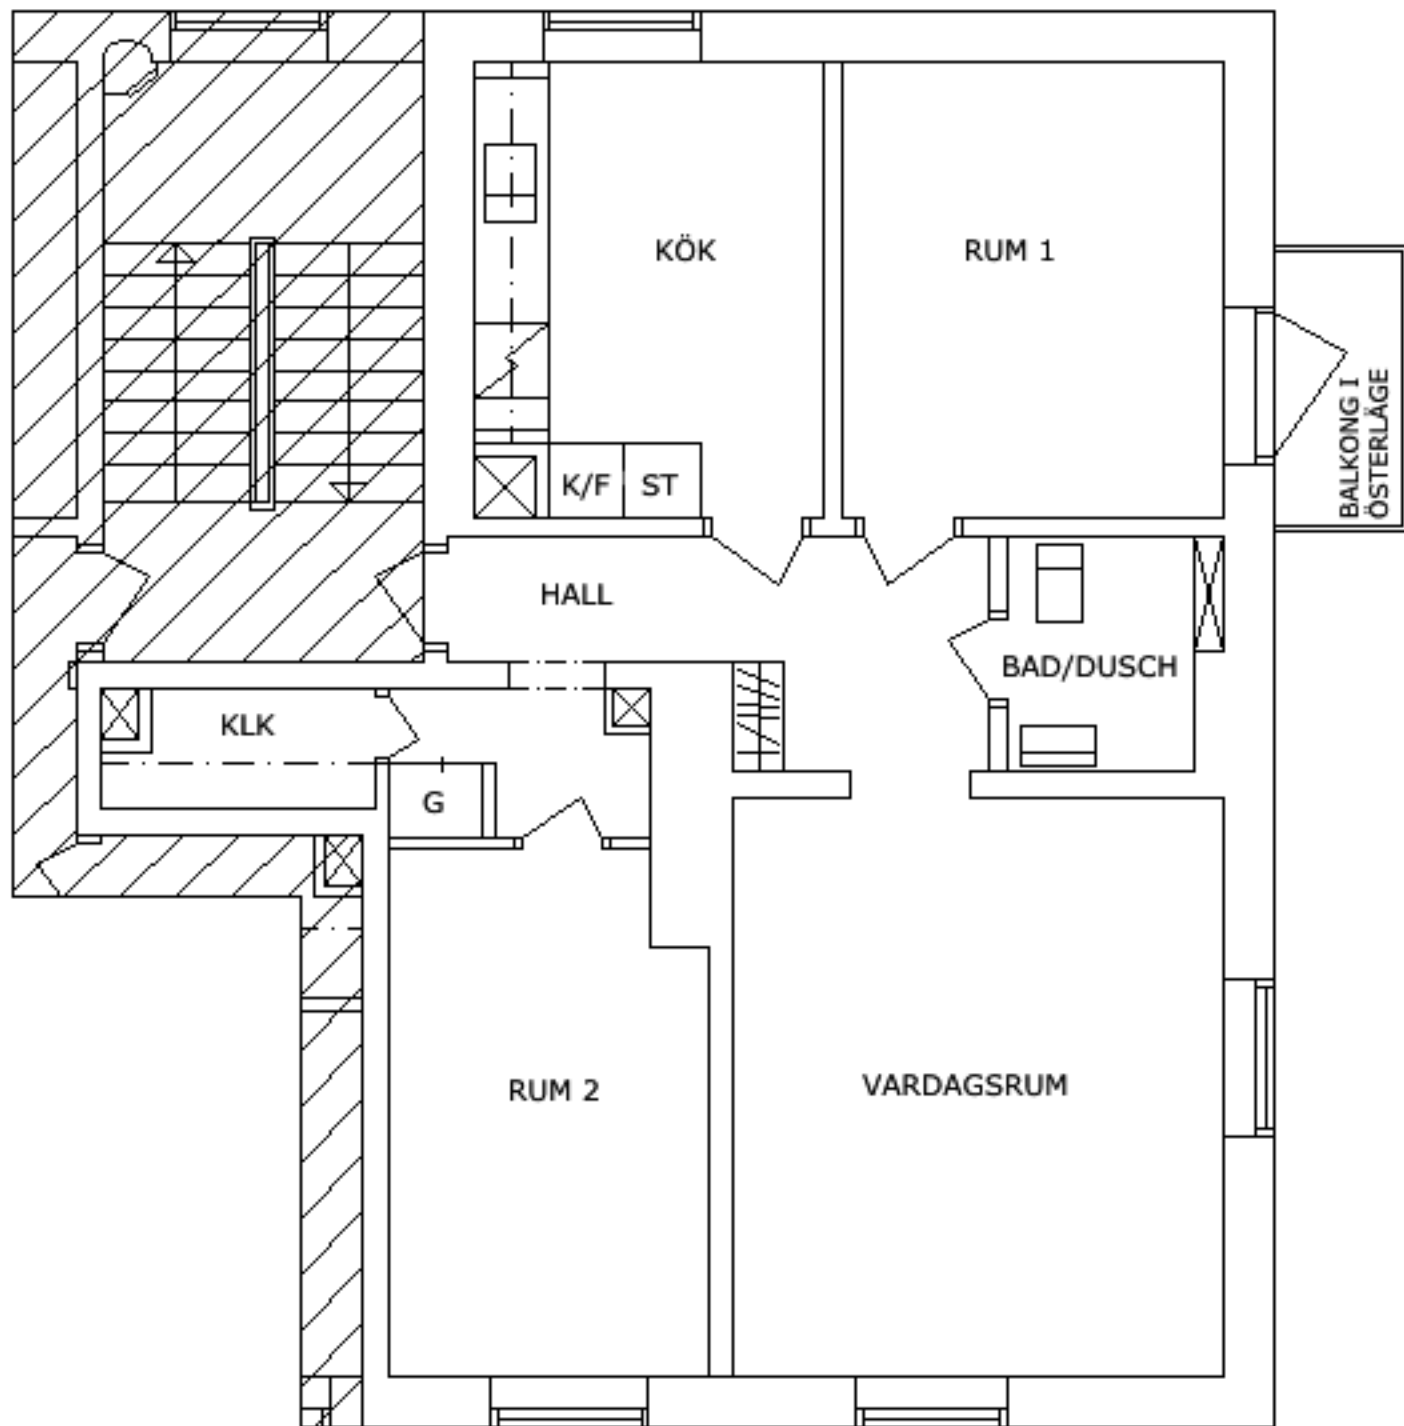 KÖK
RUM 1
BALKONG I
ÖSTERLÄGE
K/F
ST
HALL
BAD/DUSCH
KLK
G
RUM 2
VARDAGSRUM